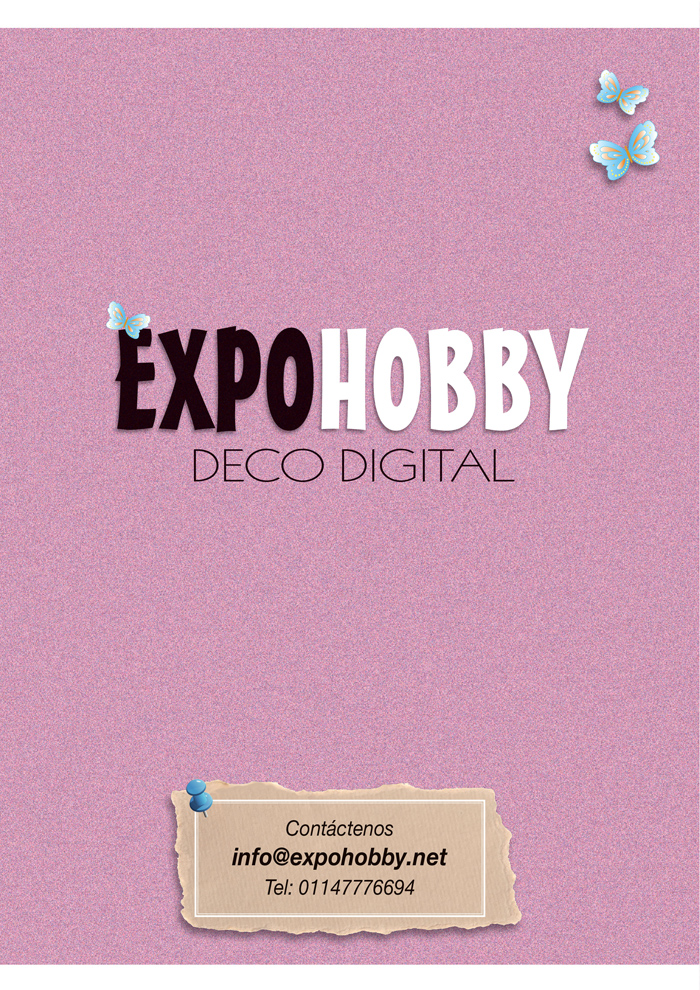 EXPOHOBBY
DECO DIGITAL
Contáctenos
info@expohobby.net
Tel: 01147776694